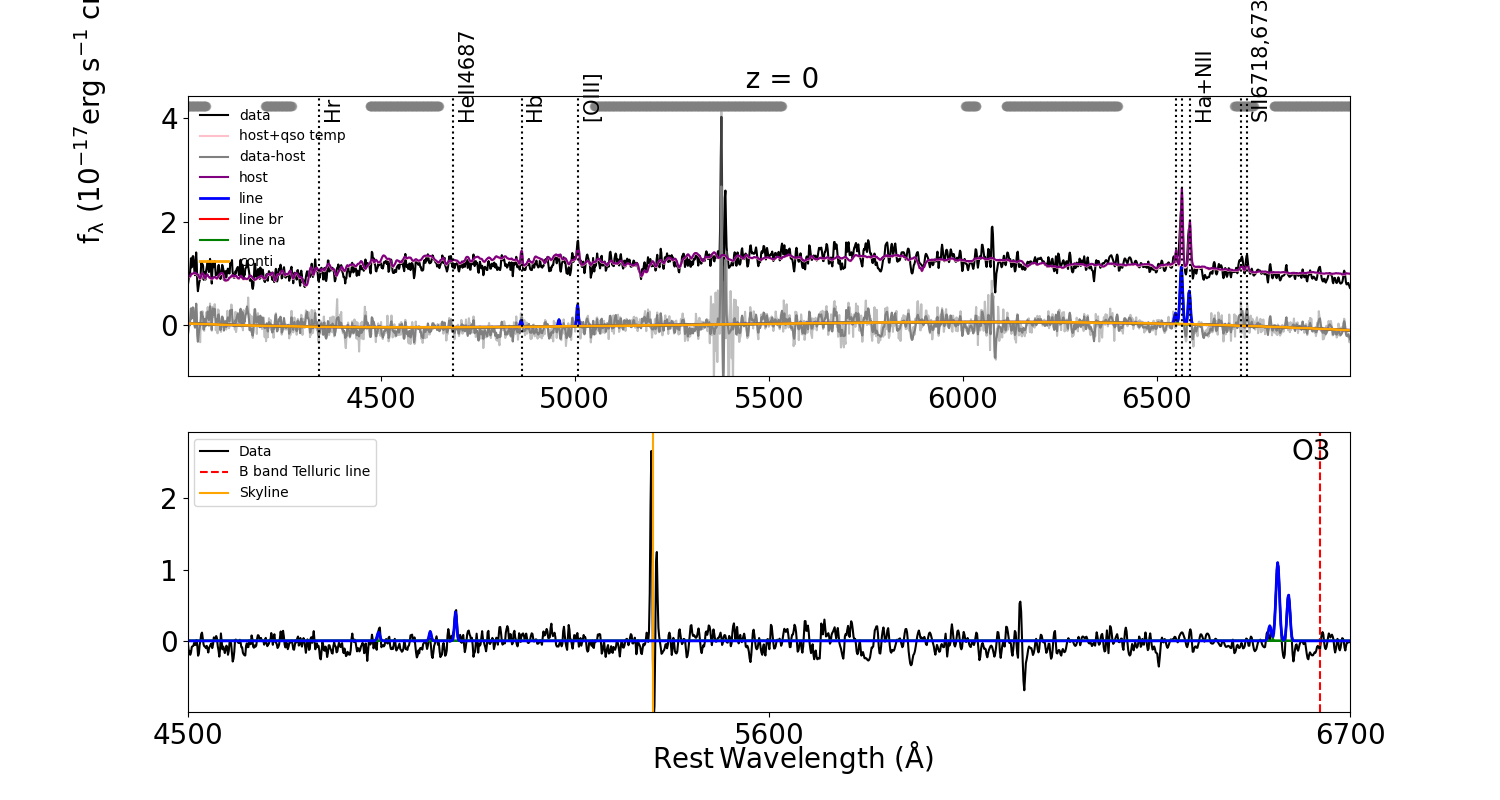 z = 0
f_λ (10^−17 erg s^−1
Hr
HeII4687
Hb
[OIII]
Ha+NII
SII6718,673
4
2
0
data
host+qso temp
data-host
host
line
line br
line na
conti
4500 5000 5500 6000 6500
O3
2
1
0
Data
B band Telluric line
Skyline
4500 5600 6700
Rest Wavelength (Å)